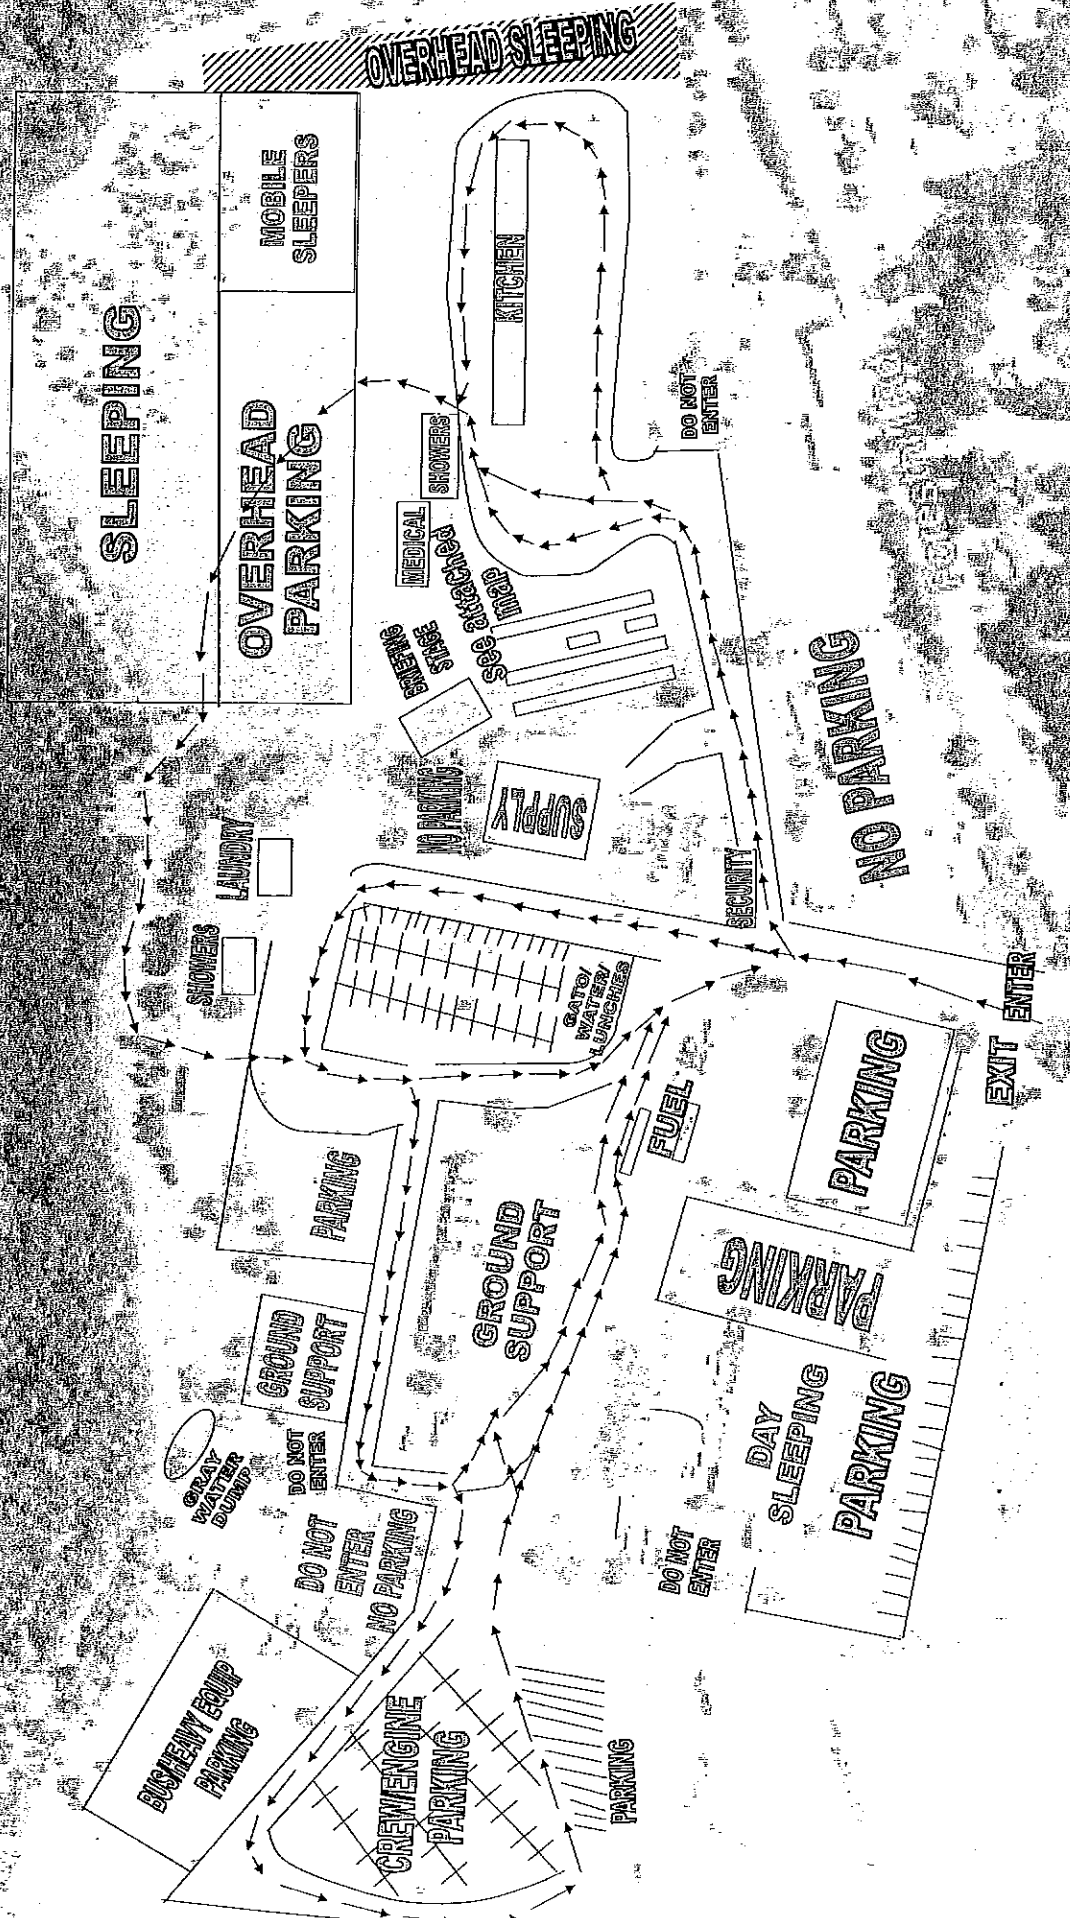 OVERHEAD SLEEPING
MOBILE
SLEEPERS
SLEEPING
OVERHEAD
PARKING
KITCHEN
DO NOT
ENTER
SHOWERS
MEDICAL
see attached
map
BRIEFING
STAGE
NO PARKING
NO PARKING
SUPPLY
SECURITY
LAUNDRY
SHOWERS
GATO/
WATER/
LUNCHES
ENTER
EXIT
PARKING
FUEL
PARKING
GROUND
SUPPORT
PARKING
GROUND
SUPPORT
DAY
SLEEPING
PARKING
GRAY
WATER
DUMP
DO NOT
ENTER
DO NOT
ENTER
NO PARKING
DO NOT
ENTER
BUS/HEAVY EQUIP
PARKING
CREW/ENGINE
PARKING
PARKING